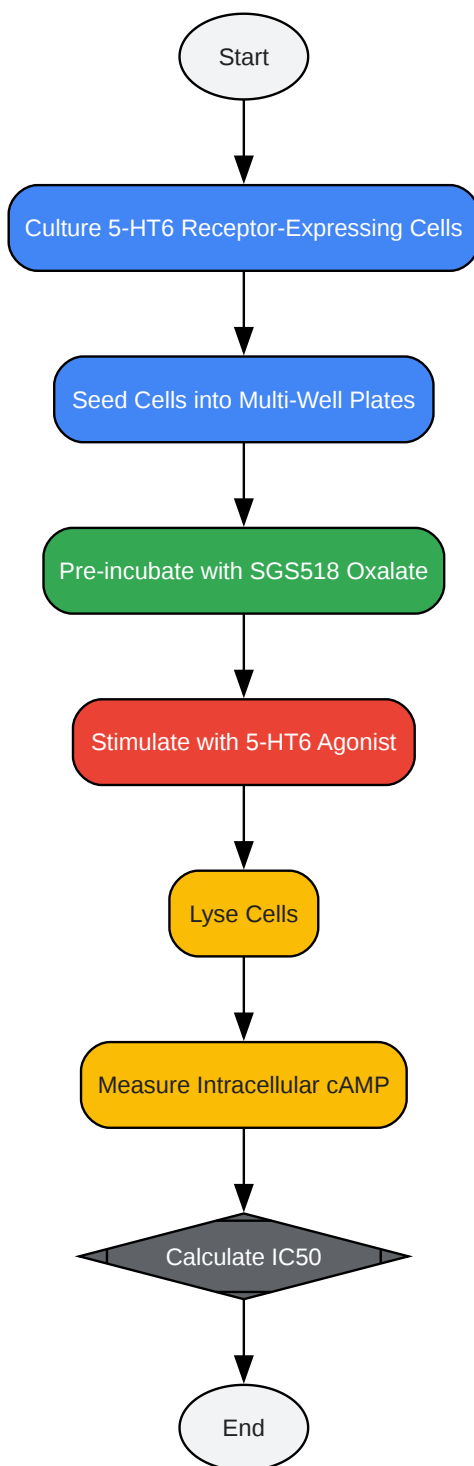 Start
Culture 5-HT6 Receptor-Expressing Cells
Seed Cells into Multi-Well Plates
Pre-incubate with SGS518 Oxalate
Stimulate with 5-HT6 Agonist
Lyse Cells
Measure Intracellular cAMP
Calculate IC50
End